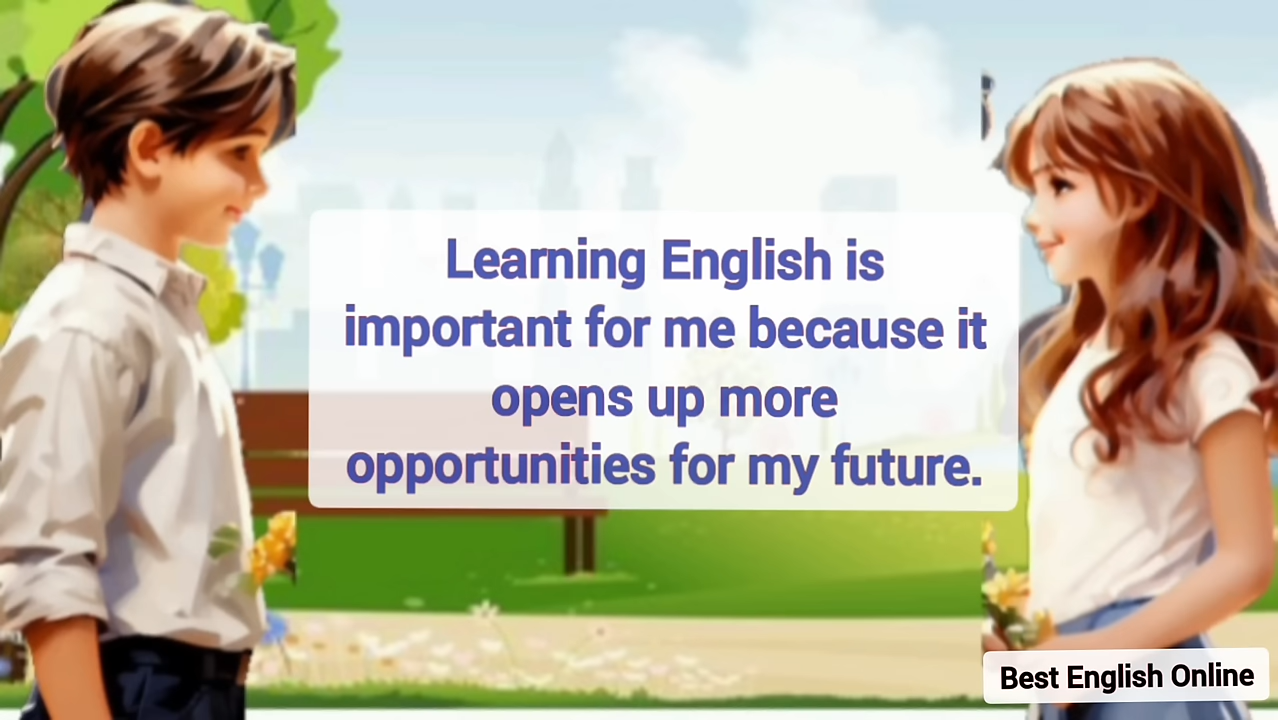 Learning English is
important for me because it
opens up more
opportunities for my future.
Best English Online